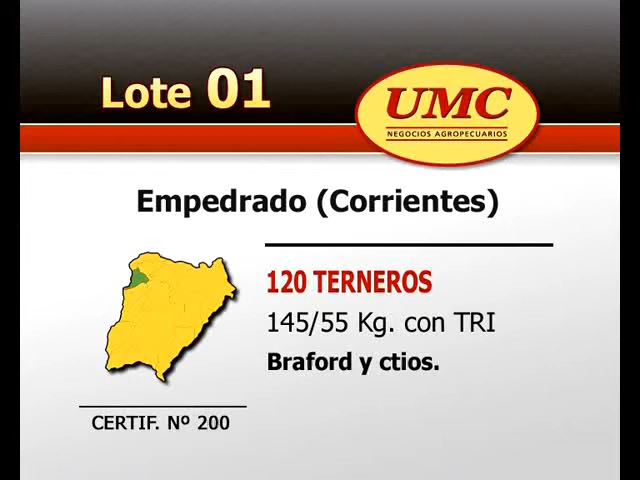 Lote 01
UMC
NEGOCIOS AGROPECUARIOS
Empedrado (Corrientes)
120 TERNEROS
145/55 Kg. con TRI
Braford y ctios.
CERTIF. Nº 200